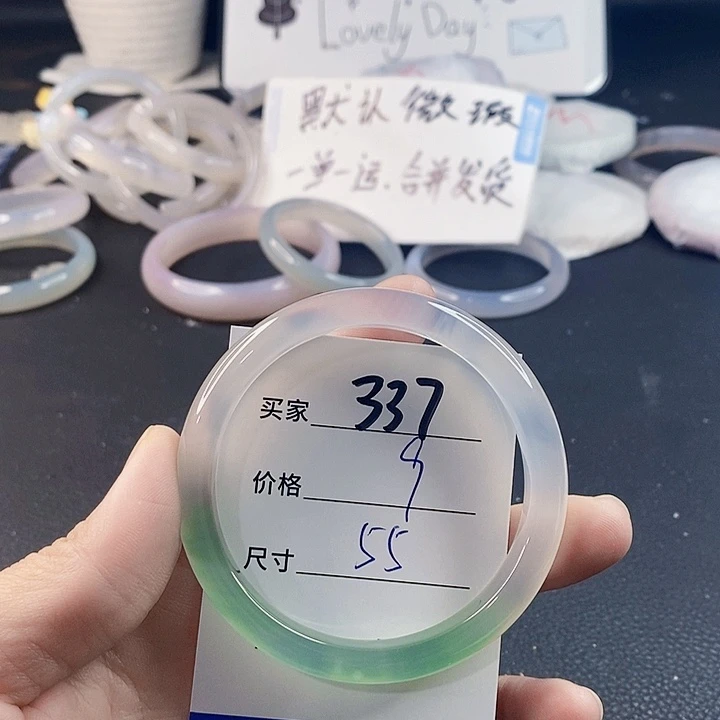 Lovely Day
默认微瑕
一单一运.合并发货
买家 337
价格 9
尺寸 55